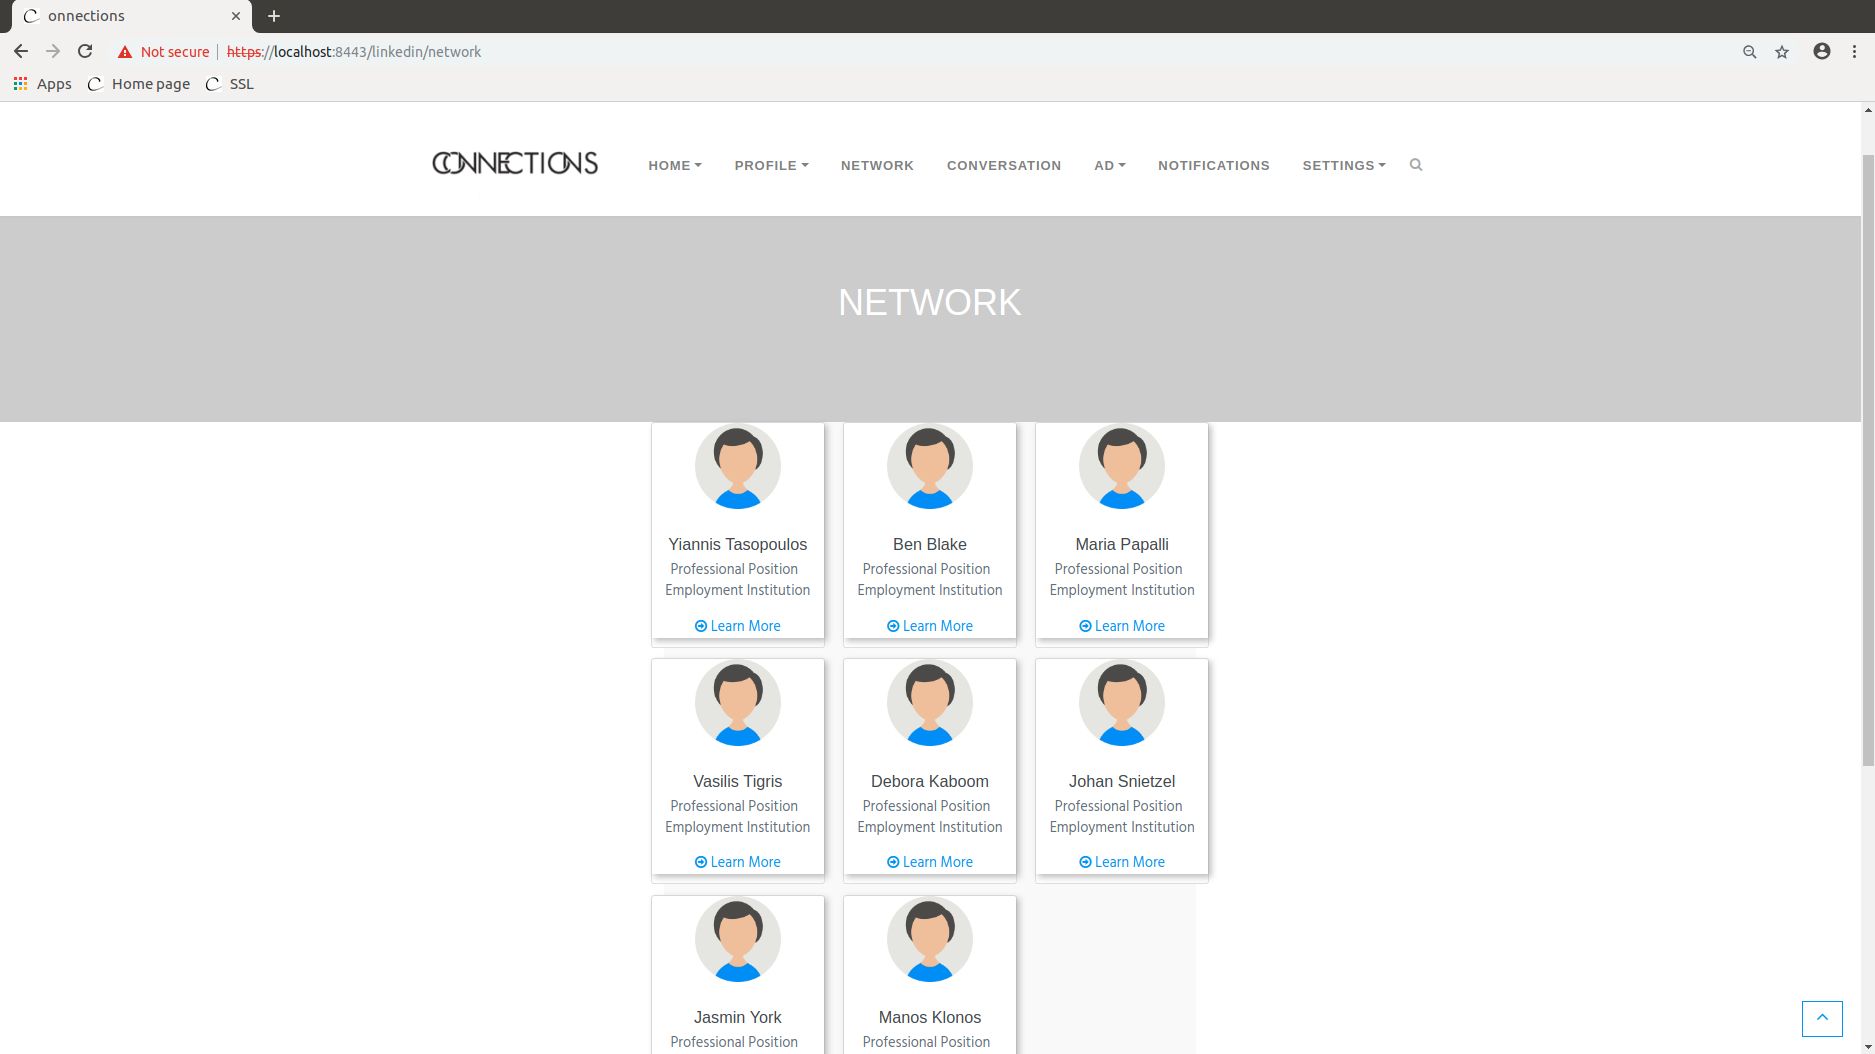 onnections
Not secure | https://localhost:8443/linkedin/network
Apps Home page SSL
CONNECTIONS HOME PROFILE NETWORK CONVERSATION AD NOTIFICATIONS SETTINGS
NETWORK
Yiannis Tasopoulos
Professional Position
Employment Institution
Learn More
Ben Blake
Professional Position
Employment Institution
Learn More
Maria Papalli
Professional Position
Employment Institution
Learn More
Vasilis Tigris
Professional Position
Employment Institution
Learn More
Debora Kaboom
Professional Position
Employment Institution
Learn More
Johan Snietzel
Professional Position
Employment Institution
Learn More
Jasmin York
Professional Position
Manos Klonos
Professional Position